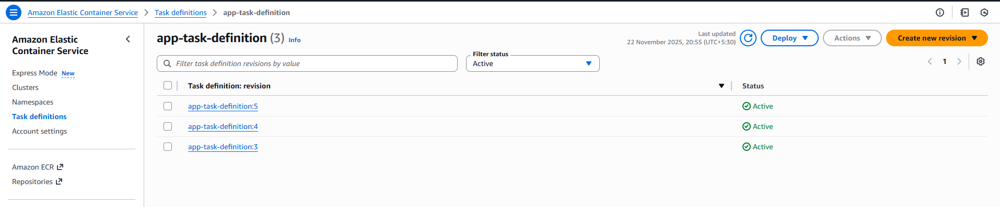 Amazon Elastic Container Service > Task definitions > app-task-definition
Amazon Elastic
Container Service
Express Mode New
Clusters
Namespaces
Task definitions
Account settings
Amazon ECR
Repositories
app-task-definition (3) Info
Last updated
22 November 2025, 20:55 (UTC+5:30)
Deploy
Actions
Create new revision
Filter task definition revisions by value
Filter status
Active
1
Task definition: revision Status
app-task-definition:5 Active
app-task-definition:4 Active
app-task-definition:3 Active